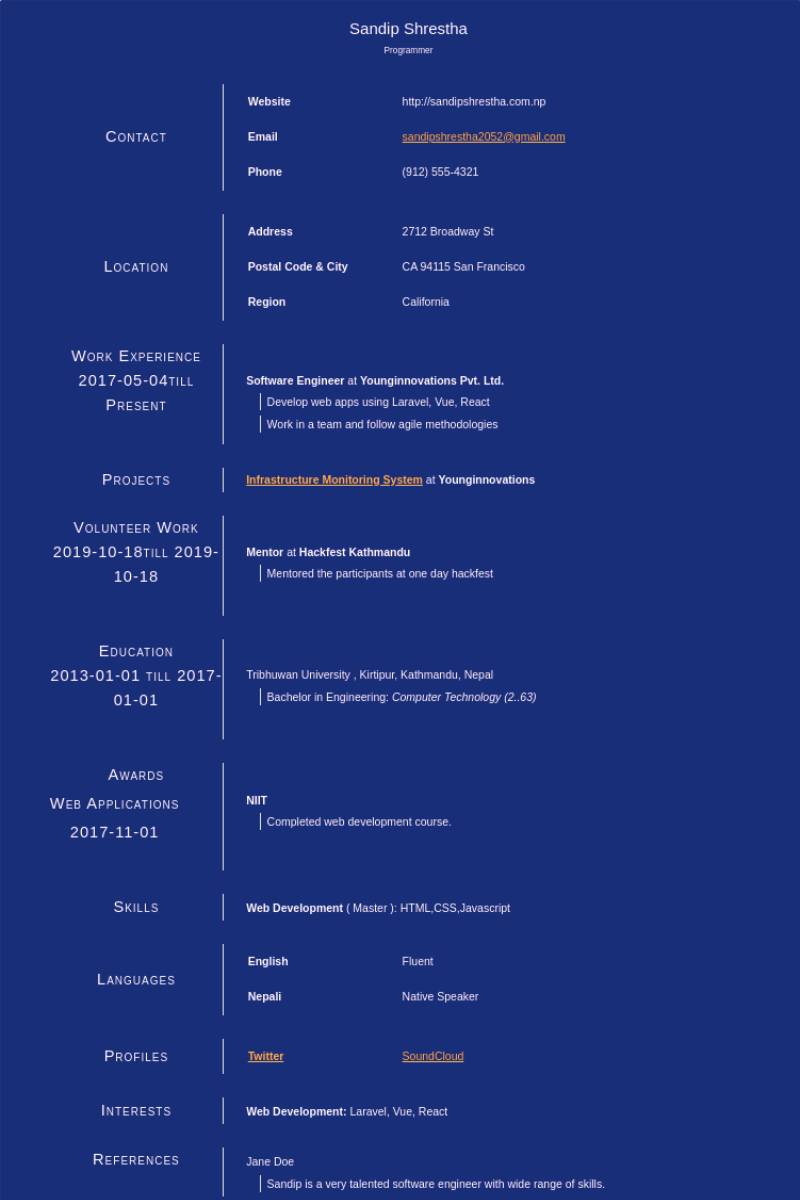 Sandip Shrestha
Programmer
Contact
Website http://sandipshrestha.com.np
Email sandipshrestha2052@gmail.com
Phone (912) 555-4321
Location
Address 2712 Broadway St
Postal Code & City CA 94115 San Francisco
Region California
Work Experience
2017-05-04till
Present
Software Engineer at Younginnovations Pvt. Ltd.
Develop web apps using Laravel, Vue, React
Work in a team and follow agile methodologies
Projects
Infrastructure Monitoring System at Younginnovations
Volunteer Work
2019-10-18till 2019-
10-18
Mentor at Hackfest Kathmandu
Mentored the participants at one day hackfest
Education
2013-01-01 till 2017-
01-01
Tribhuwan University , Kirtipur, Kathmandu, Nepal
Bachelor in Engineering: Computer Technology (2..63)
Awards
Web Applications
2017-11-01
NIIT
Completed web development course.
Skills
Web Development ( Master ): HTML,CSS,Javascript
Languages
English Fluent
Nepali Native Speaker
Profiles
Twitter SoundCloud
Interests
Web Development: Laravel, Vue, React
References
Jane Doe
Sandip is a very talented software engineer with wide range of skills.